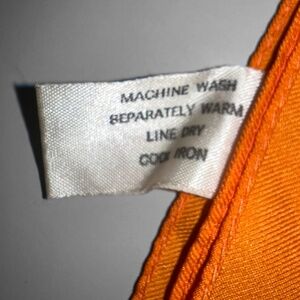 MACHINE WASH
SEPARATELY WARM
LINE DRY
COOL IRON